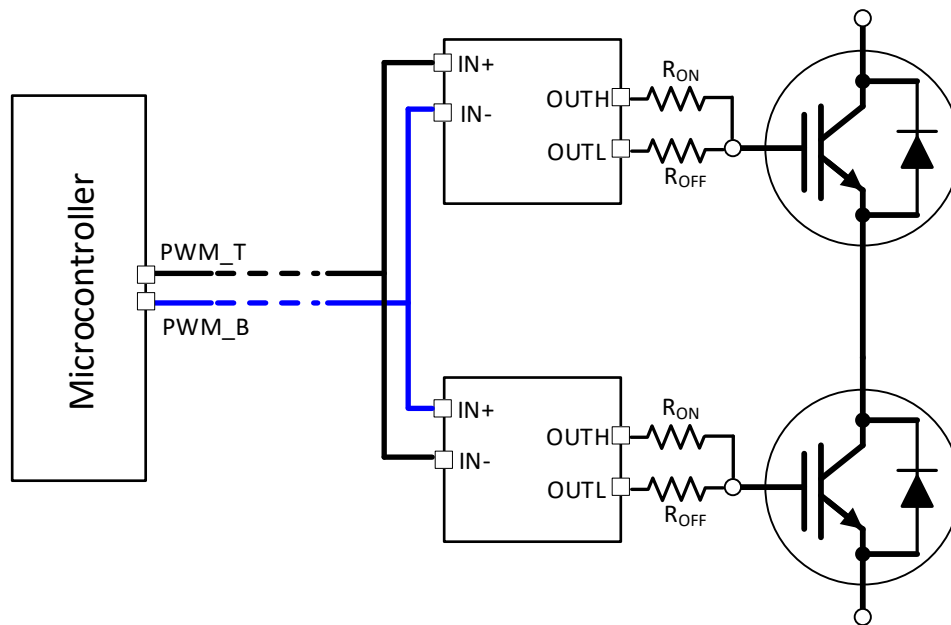 Microcontroller
PWM_T
PWM_B
IN+
IN-
OUTH
OUTL
RON
ROFF
IN+
IN-
OUTH
OUTL
RON
ROFF